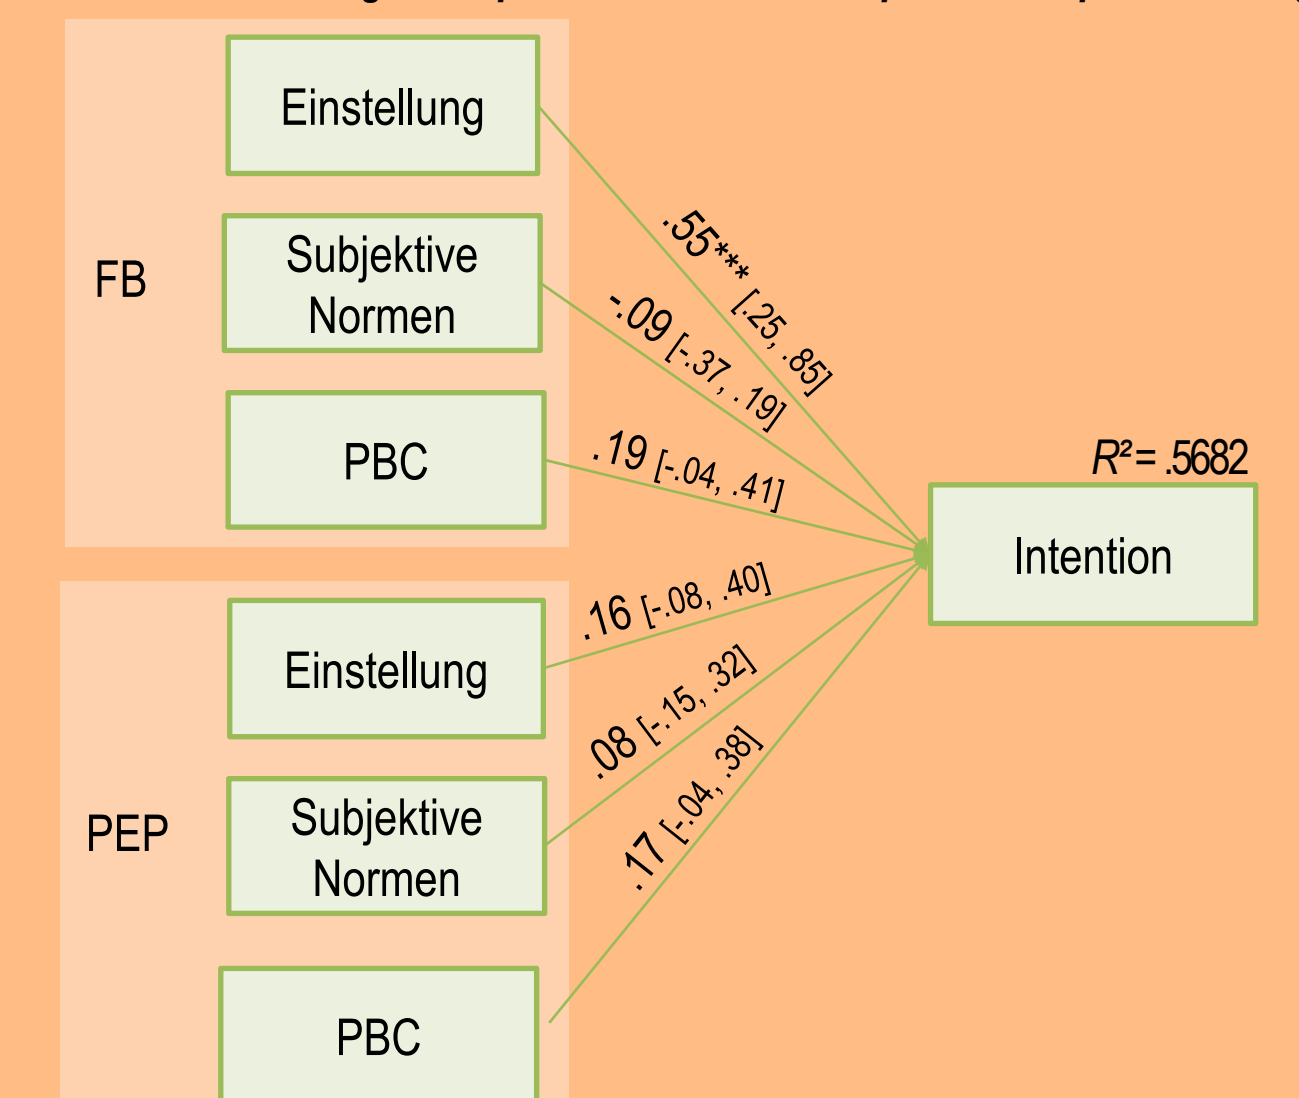 FB
Einstellung
Subjektive
Normen
PBC
.55*** [.25, .85]
-.09 [-.37, .19]
.19 [-.04, .41]
R² = .5682
Intention
PEP
Einstellung
Subjektive
Normen
PBC
.16 [-.08, .40]
.08 [-.15, .32]
.17 [-.04, .38]